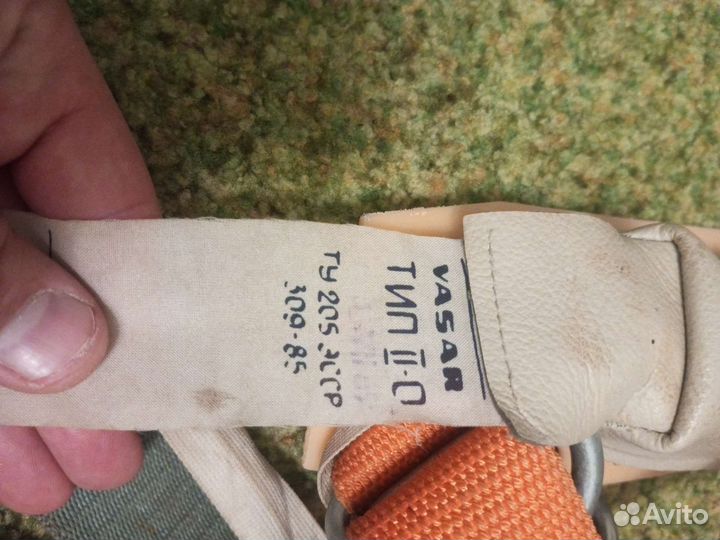 VASAR
ТИП II-О
ТУ 205 ЭССР
309-85
Avito